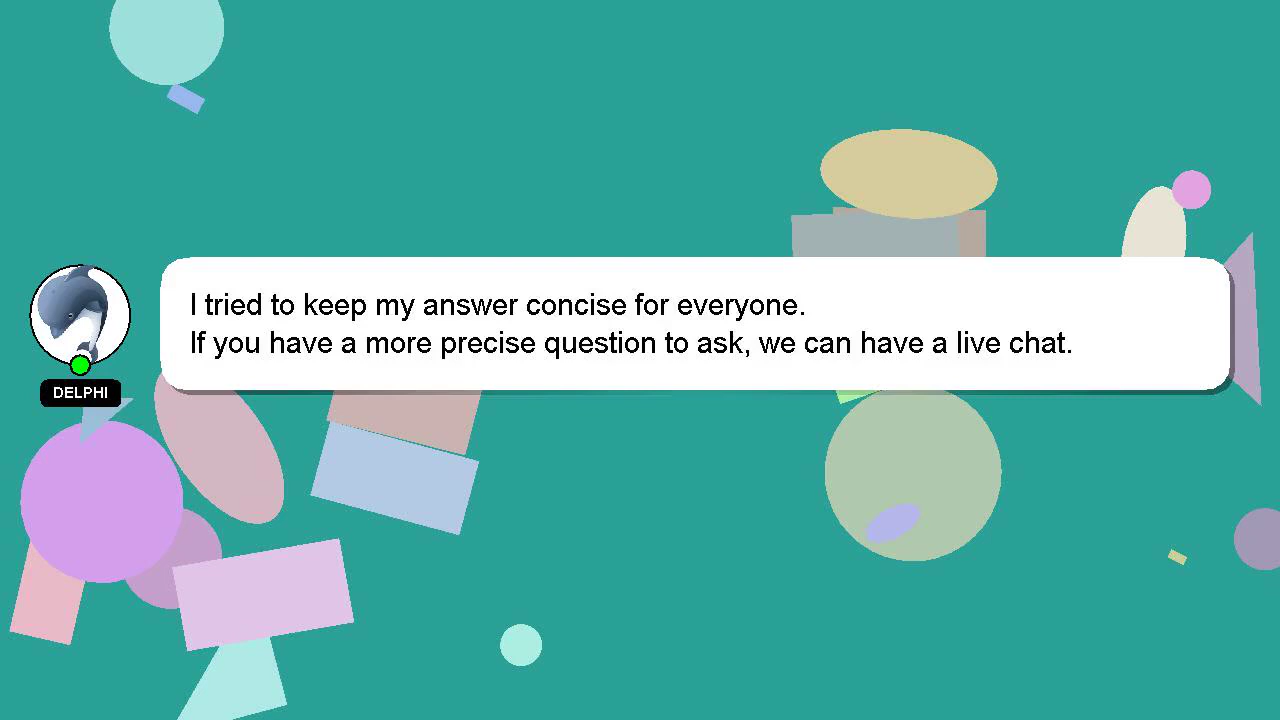 I tried to keep my answer concise for everyone.
If you have a more precise question to ask, we can have a live chat.
DELPHI